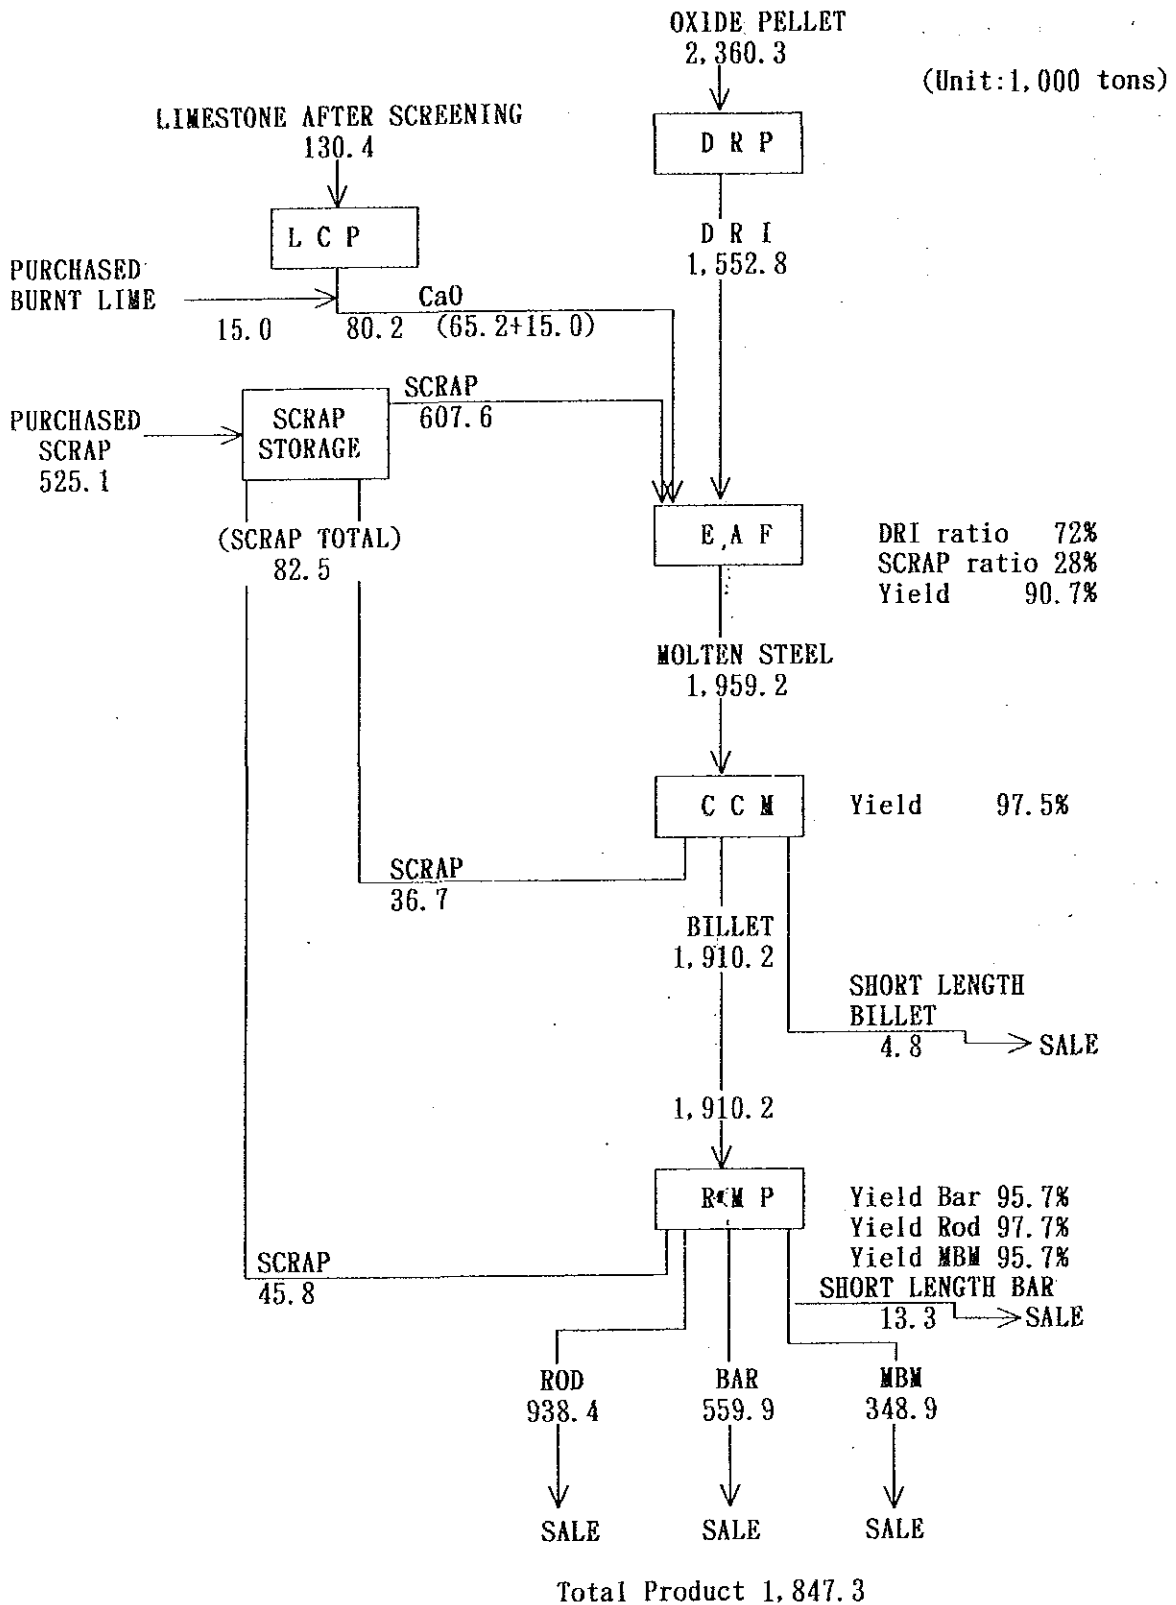 OXIDE PELLET
2,360.3
(Unit:1,000 tons)
LIMESTONE AFTER SCREENING
130.4
D R P
L C P
D R I
1,552.8
PURCHASED
BURNT LIME
15.0
CaO
80.2 (65.2+15.0)
SCRAP
607.6
PURCHASED
SCRAP
525.1
SCRAP
STORAGE
(SCRAP TOTAL)
82.5
E A F
DRI ratio 72%
SCRAP ratio 28%
Yield 90.7%
MOLTEN STEEL
1,959.2
C C M
Yield 97.5%
SCRAP
36.7
BILLET
1,910.2
SHORT LENGTH
BILLET
4.8
SALE
1,910.2
R M P
Yield Bar 95.7%
Yield Rod 97.7%
Yield MBM 95.7%
SCRAP
45.8
SHORT LENGTH BAR
13.3
SALE
ROD
938.4
BAR
559.9
MBM
348.9
SALE
SALE
SALE
Total Product 1,847.3